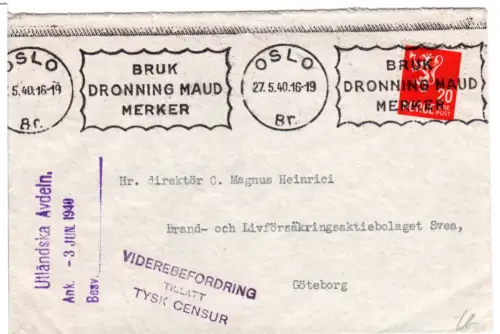 OSLO
5.40.16-19
Br.
BRUK
DRONNING MAUD
MERKER
OSLO
27.5.40.16-19
Br.
BRUK
DRONNING MAUD
MERKER
20
NORGE
POST
Hr. direktör C. Magnus Heinrici
Brand- och Livförsäkringsaktiebolaget Svea,
Göteborg
Utländska Avdeln.
Ank. - 3 JUN. 1940
Besv.
VIDEREBEFORDRING
TILLATT
TYSK CENSUR